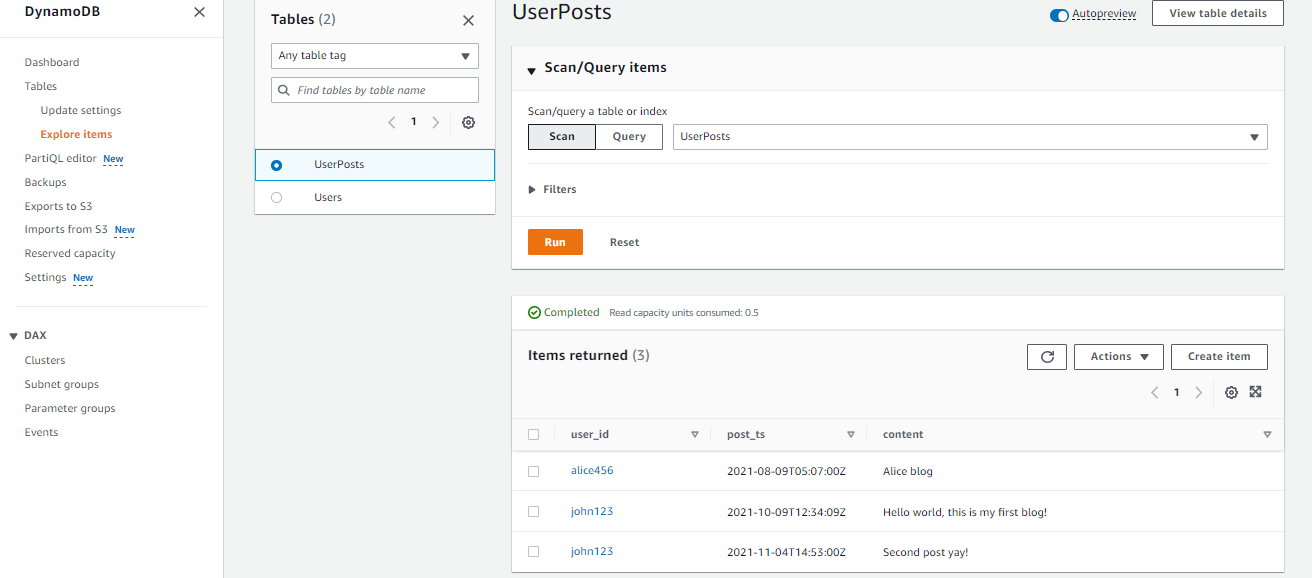 DynamoDB
Dashboard
Tables
Update settings
Explore items
PartiQL editor New
Backups
Exports to S3
Imports from S3 New
Reserved capacity
Settings New
DAX
Clusters
Subnet groups
Parameter groups
Events
Tables (2)
Any table tag
Find tables by table name
1
UserPosts
Users
UserPosts
Autopreview
View table details
Scan/Query items
Scan/query a table or index
Scan Query UserPosts
Filters
Run Reset
Completed Read capacity units consumed: 0.5
Items returned (3)
Actions Create item
1
user_id post_ts content
alice456 2021-08-09T05:07:00Z Alice blog
john123 2021-10-09T12:34:09Z Hello world, this is my first blog!
john123 2021-11-04T14:53:00Z Second post yay!